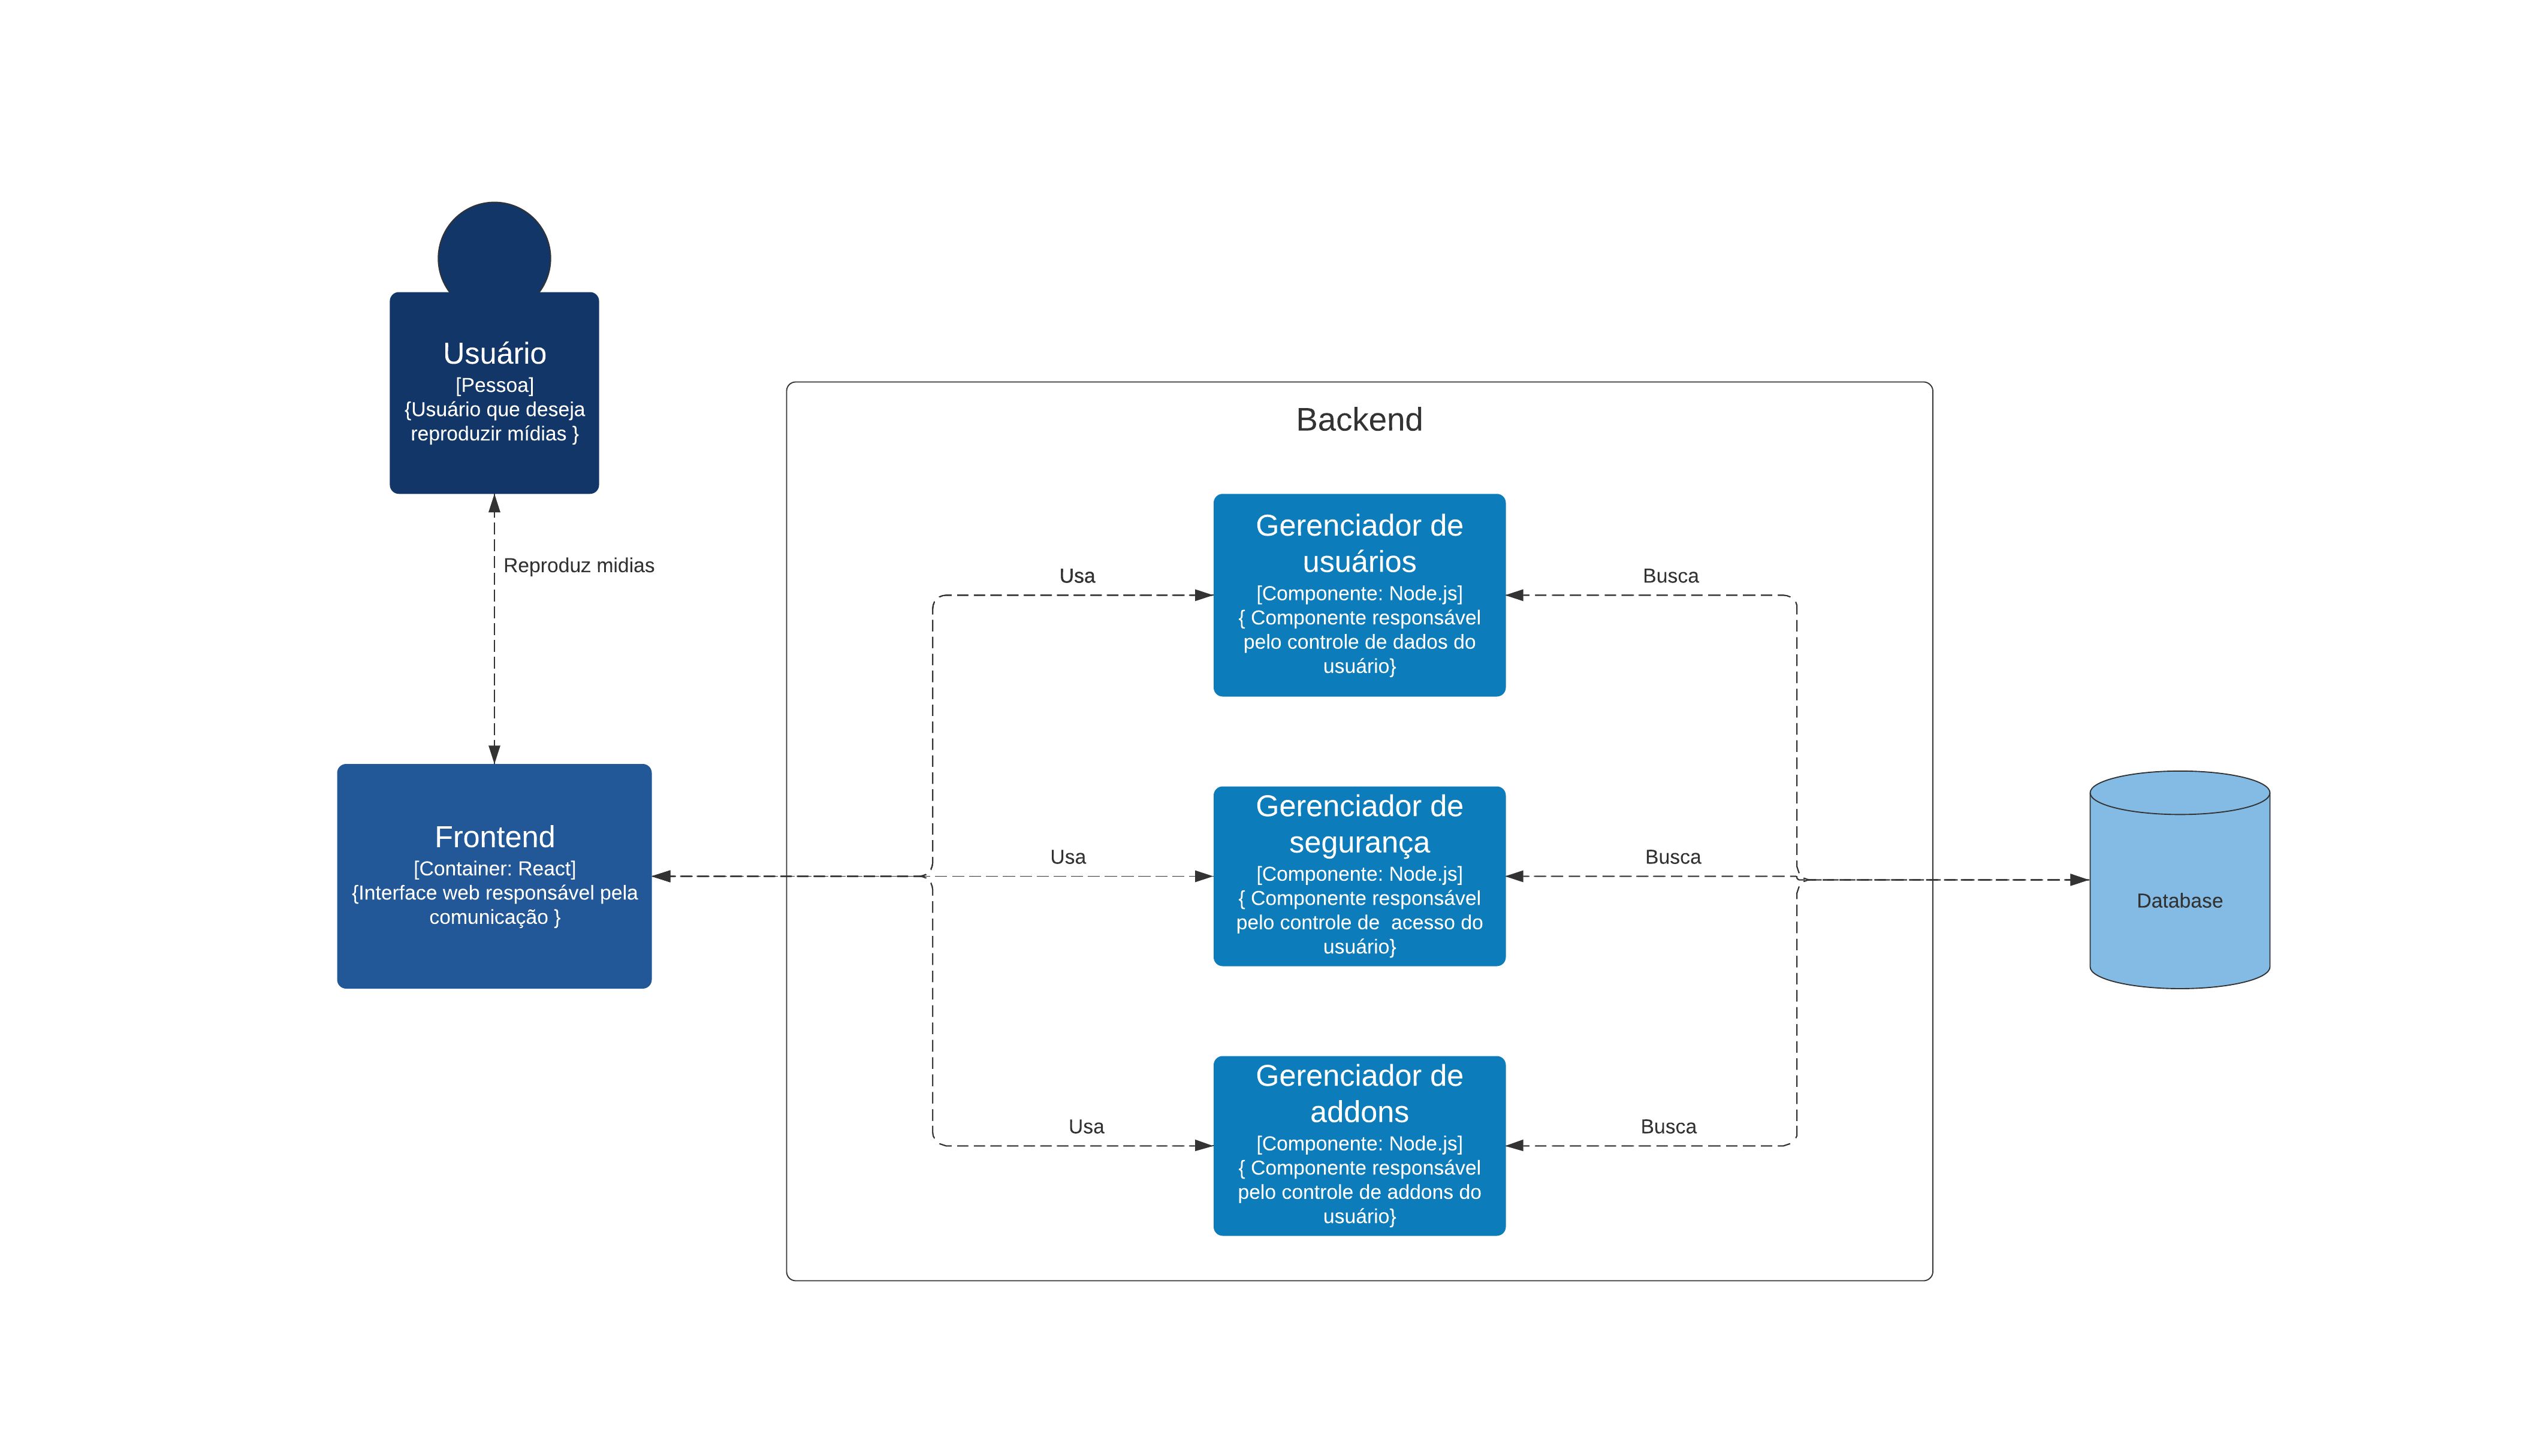 Usuário
[Pessoa]
{Usuário que deseja
reproduzir mídias }
Reproduz midias
Frontend
[Container: React]
{Interface web responsável pela
comunicação }
Backend
Usa
Gerenciador de
usuários
[Componente: Node.js]
{ Componente responsável
pelo controle de dados do
usuário}
Busca
Usa
Gerenciador de
segurança
[Componente: Node.js]
{ Componente responsável
pelo controle de  acesso do
usuário}
Busca
Usa
Gerenciador de
addons
[Componente: Node.js]
{ Componente responsável
pelo controle de addons do
usuário}
Busca
Database